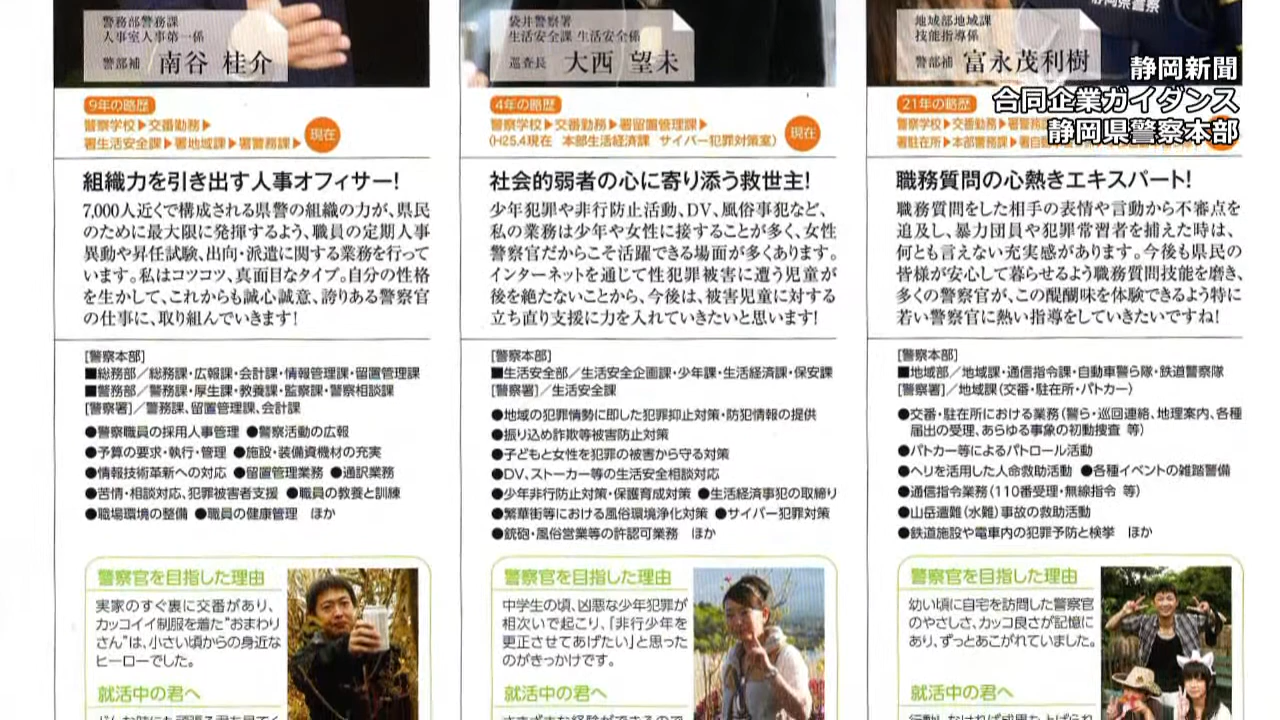 警務部警務課
人事室人事第一係
警部補 南谷 桂介
9年の略歴
警察学校▶交番勤務▶
署生活安全課▶署地域課▶署警務課▶
現在
組織力を引き出す人事オフィサー!
7,000人近くで構成される県警の組織の力が、県民
のために最大限に発揮するよう、職員の定期人事
異動や昇任試験、出向・派遣に関する業務を行って
います。私はコツコツ、真面目なタイプ。自分の性格
を生かして、これからも誠心誠意、誇りある警察官
の仕事に、取り組んでいきます!
[警察本部]
■総務部/総務課・広報課・会計課・情報管理課・留置管理課
■警務部/警務課・厚生課・教養課・監察課・警察相談課
[警察署]/警務課、留置管理課、会計課
●警察職員の採用人事管理 ●警察活動の広報
●予算の要求・執行・管理 ●施設・装備資機材の充実
●情報技術革新への対応 ●留置管理業務 ●通訳業務
●苦情・相談対応、犯罪被害者支援 ●職員の教養と訓練
●職場環境の整備 ●職員の健康管理 ほか
警察官を目指した理由
実家のすぐ裏に交番があり、
カッコイイ制服を着た"おまわり
さん"は、小さい頃からの身近な
ヒーローでした。
就活中の君へ
袋井警察署
生活安全課 生活安全係
巡査長 大西 望未
4年の略歴
警察学校▶交番勤務▶署留置管理課▶
(H25.4現在 本部生活経済課 サイバー犯罪対策室)
現在
社会的弱者の心に寄り添う救世主!
少年犯罪や非行防止活動、DV、風俗事犯など、
私の業務は少年や女性に接することが多く、女性
警察官だからこそ活躍できる場面が多くあります。
インターネットを通じて性犯罪被害に遭う児童が
後を絶たないことから、今後は、被害児童に対する
立ち直り支援に力を入れていきたいと思います!
[警察本部]
■生活安全部/生活安全企画課・少年課・生活経済課・保安課
[警察署]/生活安全課
●地域の犯罪情勢に即した犯罪抑止対策・防犯情報の提供
●振り込め詐欺等被害防止対策
●子どもと女性を犯罪の被害から守る対策
●DV、ストーカー等の生活安全相談対応
●少年非行防止対策・保護育成対策 ●生活経済事犯の取締り
●繁華街等における風俗環境浄化対策 ●サイバー犯罪対策
●銃砲・風俗営業等の許認可業務 ほか
警察官を目指した理由
中学生の頃、凶悪な少年犯罪が
相次いで起こり、「非行少年を
更正させてあげたい」と思った
のがきっかけです。
就活中の君へ
静岡県警察
地域部地域課
技能指導係
警部補 富永茂利樹
静岡新聞
合同企業ガイダンス
静岡県警察本部
21年の略歴
警察学校▶交番勤務▶
職務質問の心熱きエキスパート!
職務質問をした相手の表情や言動から不審点を
追及し、暴力団員や犯罪常習者を捕えた時は、
何とも言えない充実感があります。今後も県民の
皆様が安心して暮らせるよう職務質問技能を磨き、
多くの警察官が、この醍醐味を体験できるよう特に
若い警察官に熱い指導をしていきたいですね!
[警察本部]
■地域部/地域課・通信指令課・自動車警ら隊・鉄道警察隊
[警察署]/地域課(交番・駐在所・パトカー)
●交番・駐在所における業務(警ら・巡回連絡、地理案内、各種
届出の受理、あらゆる事象の初動捜査 等)
●パトカー等によるパトロール活動
●ヘリを活用した人命救助活動 ●各種イベントの雑踏警備
●通信指令業務(110番受理・無線指令 等)
●山岳遭難(水難)事故の救助活動
●鉄道施設や電車内の犯罪予防と検挙 ほか
警察官を目指した理由
幼い頃に自宅を訪問した警察官
のやさしさ、カッコ良さが記憶に
あり、ずっとあこがれていました。
就活中の君へ